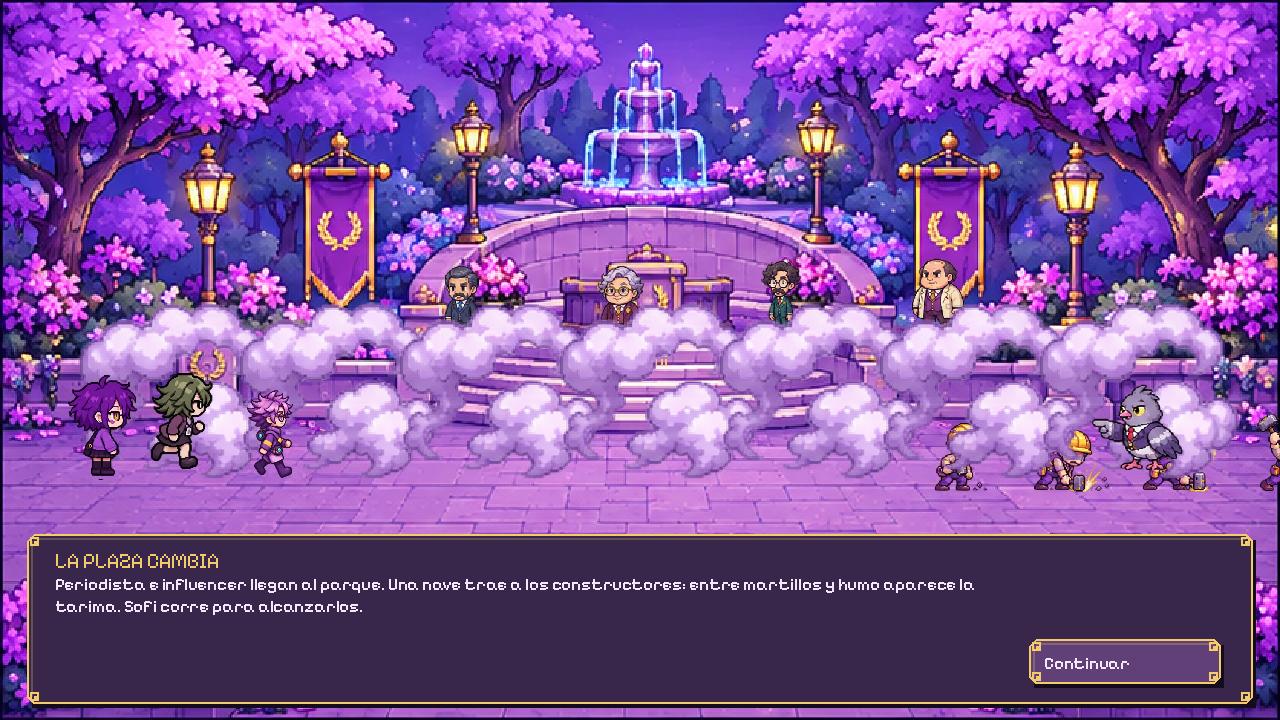 LA PLAZA CAMBIA
Periodista e influencer llegan al parque. Una nave trae a los constructores: entre martillos y humo aparece la
tarima. Sofi corre para alcanzarlos.
Continuar